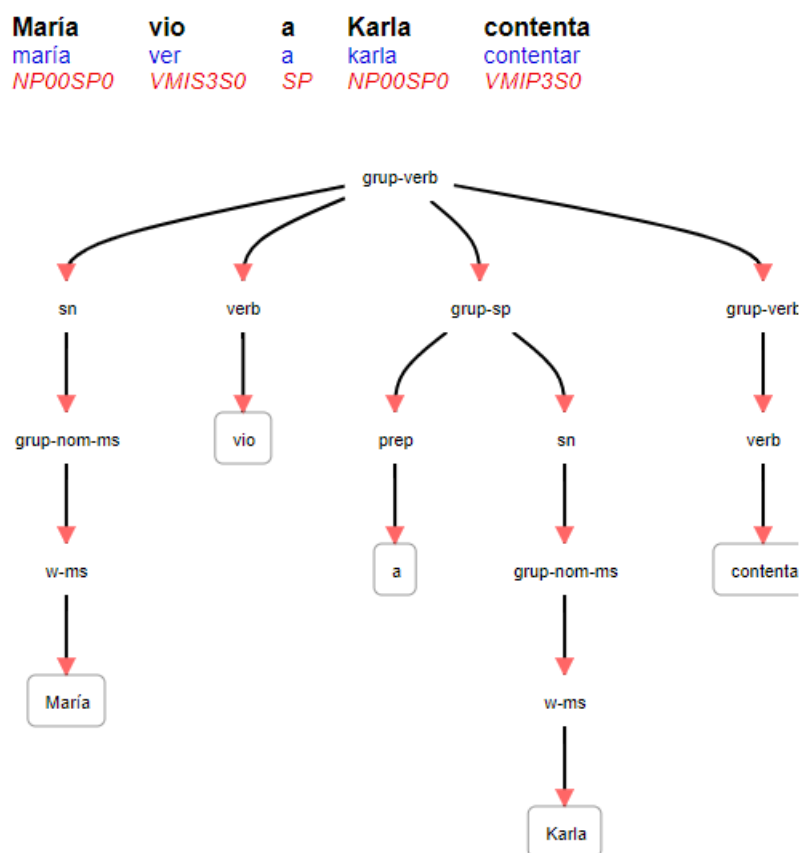 María vio a Karla contenta
maría ver a karla contentar
NP00SP0 VMIS3S0 SP NP00SP0 VMIP3S0
grup-verb
sn verb grup-sp grup-verb
grup-nom-ms vio prep sn verb
w-ms a grup-nom-ms contenta
María w-ms
Karla